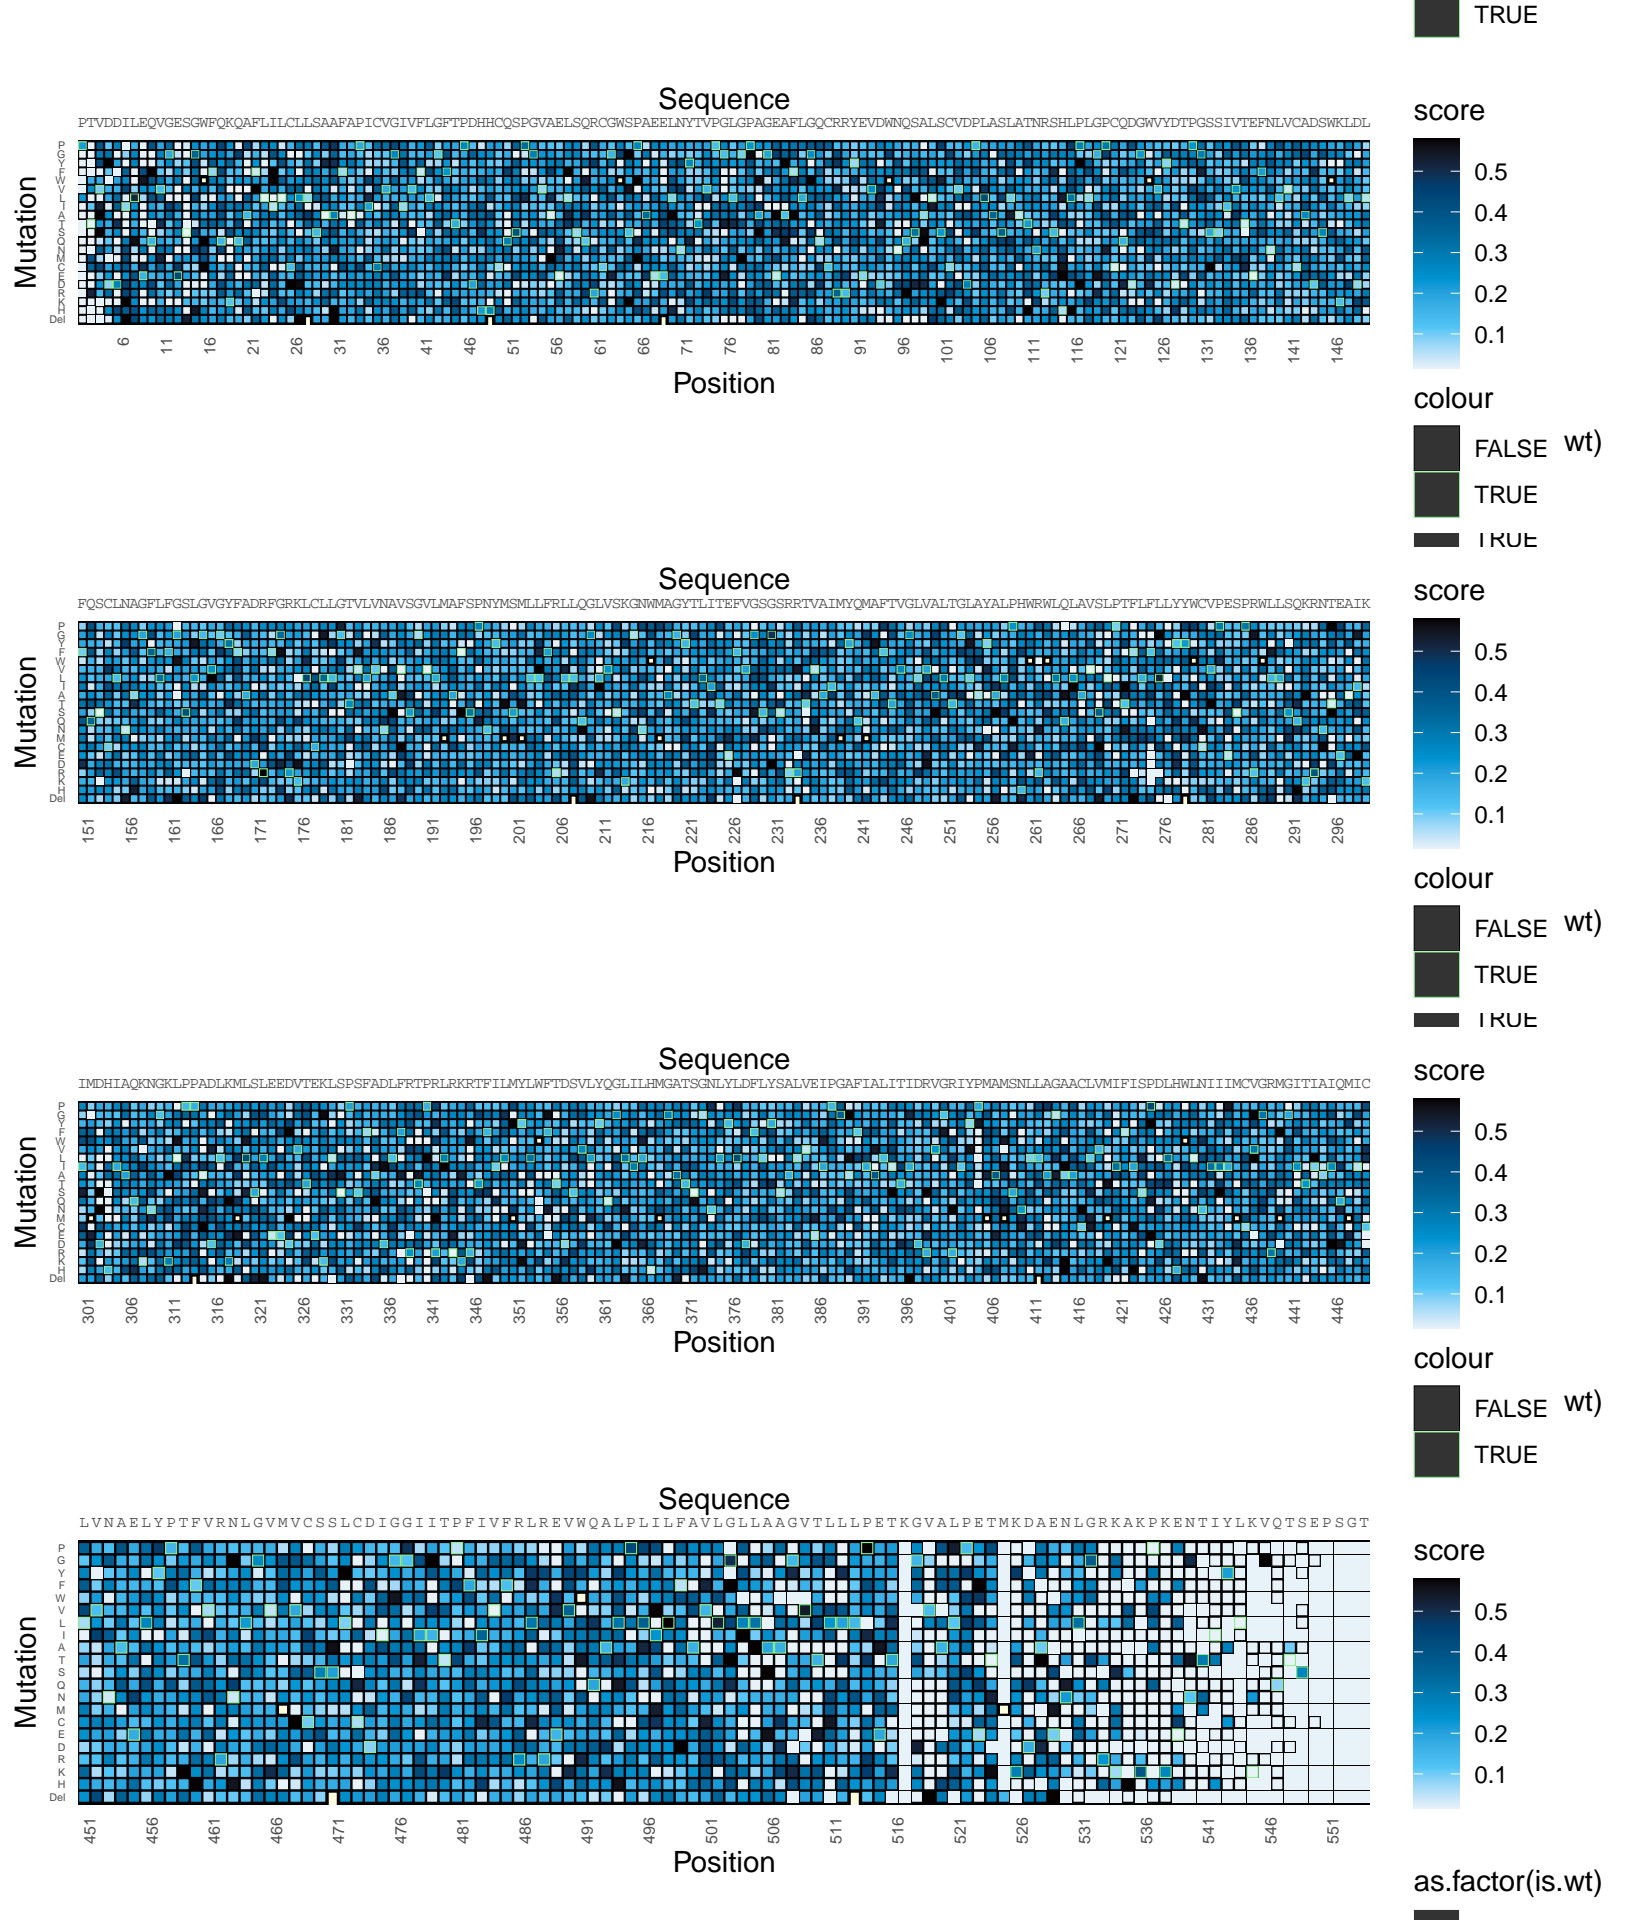 TRUE
Sequence
PTVDDILEQVGESGWFQKQAFLILCLLSAAFAPICVGIVFLGFTPDHHCQSPGVAELSQRCGWSPAEELNYTVPGLGPAGEAFLGQCRRYEVDWNQSALSCVDPLASLATNRSHLPLGPCQDGWVYDTPGSSIVTEFNLVCADSWKLDL
Mutation
P
G
Y
F
W
V
L
I
A
T
S
Q
N
M
C
E
D
R
K
H
Del
6 11 16 21 26 31 36 41 46 51 56 61 66 71 76 81 86 91 96 101 106 111 116 121 126 131 136 141 146
Position
score
0.5
0.4
0.3
0.2
0.1
colour
FALSE wt)
TRUE
TRUE
Sequence
FQSCLNAGFLFGSLGVGYFADRFGRKLCLLGTVLVNAVSGVLMAFSPNYMSMLLFRLLQGLVSKGNWMAGYTLITEFVGSGSRRTVAIMYQMAFTVGLVALTGLAYALPHWRWLQLAVSLPTFLFLLYYWCVPESPRWLLSQKRNTEAIK
Mutation
P
G
Y
F
W
V
L
I
A
T
S
Q
N
M
C
E
D
R
K
H
Del
151 156 161 166 171 176 181 186 191 196 201 206 211 216 221 226 231 236 241 246 251 256 261 266 271 276 281 286 291 296
Position
score
0.5
0.4
0.3
0.2
0.1
colour
FALSE wt)
TRUE
TRUE
Sequence
IMDHIAQKNGKLPPADLKMLSLEEDVTEKLSPSFADLFRTPRLRKRTFILMYLWFTDSVLYQGLILHMGATSGNLYLDFLYSALVEIPGAFIALITIDRVGRIYPMAMSNLLAGAACLVMIFISPDLHWLNIIIMCVGRMGITIAIQMIC
Mutation
P
G
Y
F
W
V
L
I
A
T
S
Q
N
M
C
E
D
R
K
H
Del
301 306 311 316 321 326 331 336 341 346 351 356 361 366 371 376 381 386 391 396 401 406 411 416 421 426 431 436 441 446
Position
score
0.5
0.4
0.3
0.2
0.1
colour
FALSE wt)
TRUE
Sequence
LVNAELYPTFVRNLGVMVCSSLCDIGGIITPFIVFRLREVWQALPLILFAVLGLLAAGVTLLLPETKGVALPETMKDAENLGRKAKPKENTIYLKVQTSEPSGT
Mutation
P
G
Y
F
W
V
L
I
A
T
S
Q
N
M
C
E
D
R
K
H
Del
451 456 461 466 471 476 481 486 491 496 501 506 511 516 521 526 531 536 541 546 551
Position
score
0.5
0.4
0.3
0.2
0.1
as.factor(is.wt)